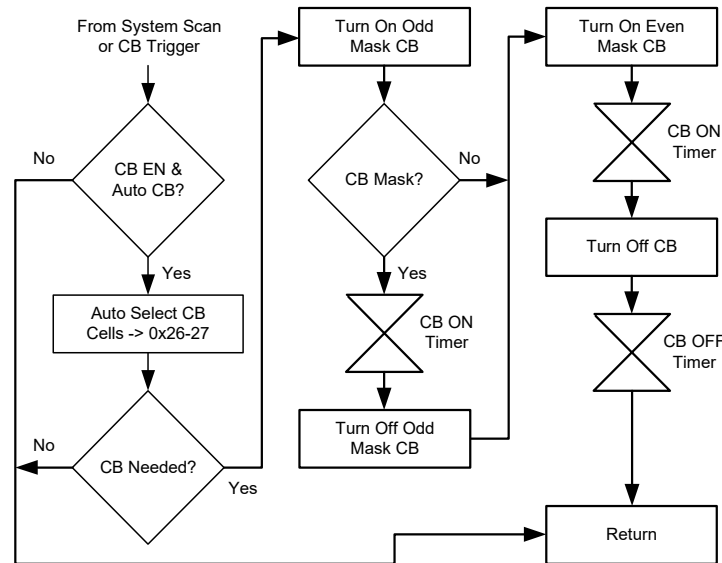 From System Scan
or CB Trigger
No
CB EN &
Auto CB?
Yes
Auto Select CB
Cells -> 0x26-27
No
CB Needed?
Yes
Turn On Odd
Mask CB
CB Mask?
No
Yes
CB ON
Timer
Turn Off Odd
Mask CB
Turn On Even
Mask CB
CB ON
Timer
Turn Off CB
CB OFF
Timer
Return